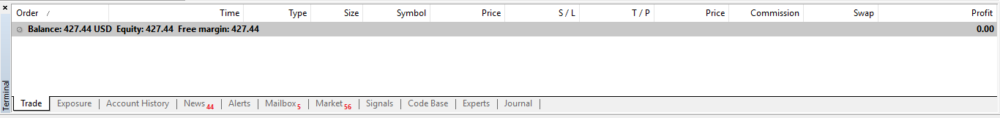 Order / Time Type Size Symbol Price S / L T / P Price Commission Swap Profit
Balance: 427.44 USD Equity: 427.44 Free margin: 427.44 0.00
Terminal
Trade Exposure Account History News 44 Alerts Mailbox 5 Market 56 Signals Code Base Experts Journal